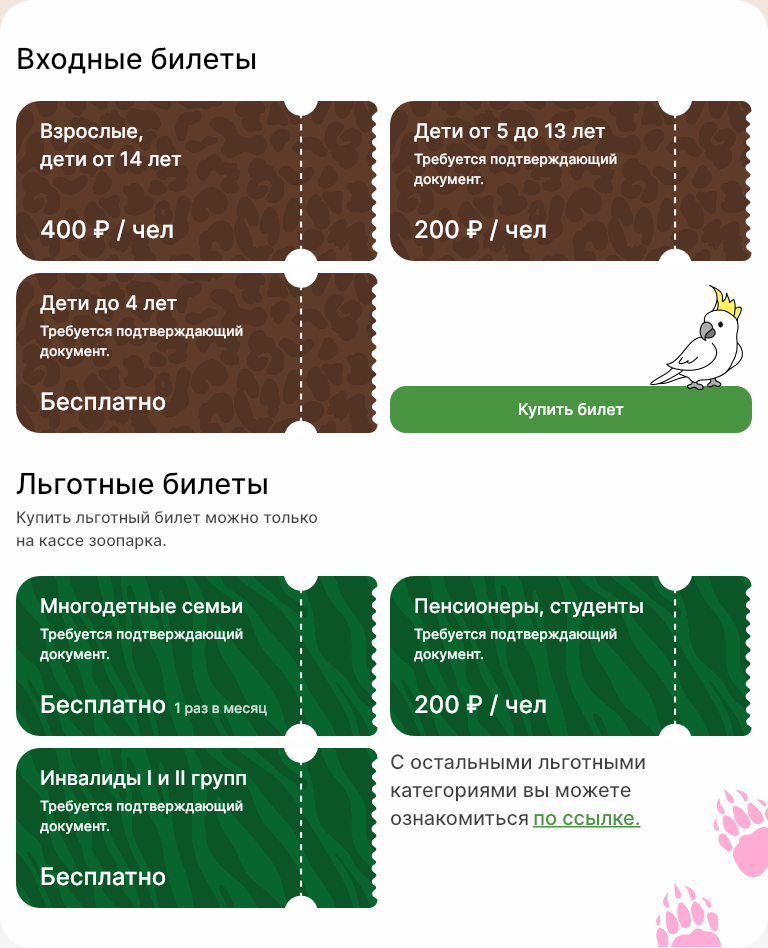 Входные билеты
Взрослые,
дети от 14 лет
400 ₽ / чел
Дети от 5 до 13 лет
Требуется подтверждающий
документ.
200 ₽ / чел
Дети до 4 лет
Требуется подтверждающий
документ.
Бесплатно
Купить билет
Льготные билеты
Купить льготный билет можно только
на кассе зоопарка.
Многодетные семьи
Требуется подтверждающий
документ.
Бесплатно 1 раз в месяц
Пенсионеры, студенты
Требуется подтверждающий
документ.
200 ₽ / чел
Инвалиды I и II групп
Требуется подтверждающий
документ.
Бесплатно
С остальными льготными
категориями вы можете
ознакомиться по ссылке.